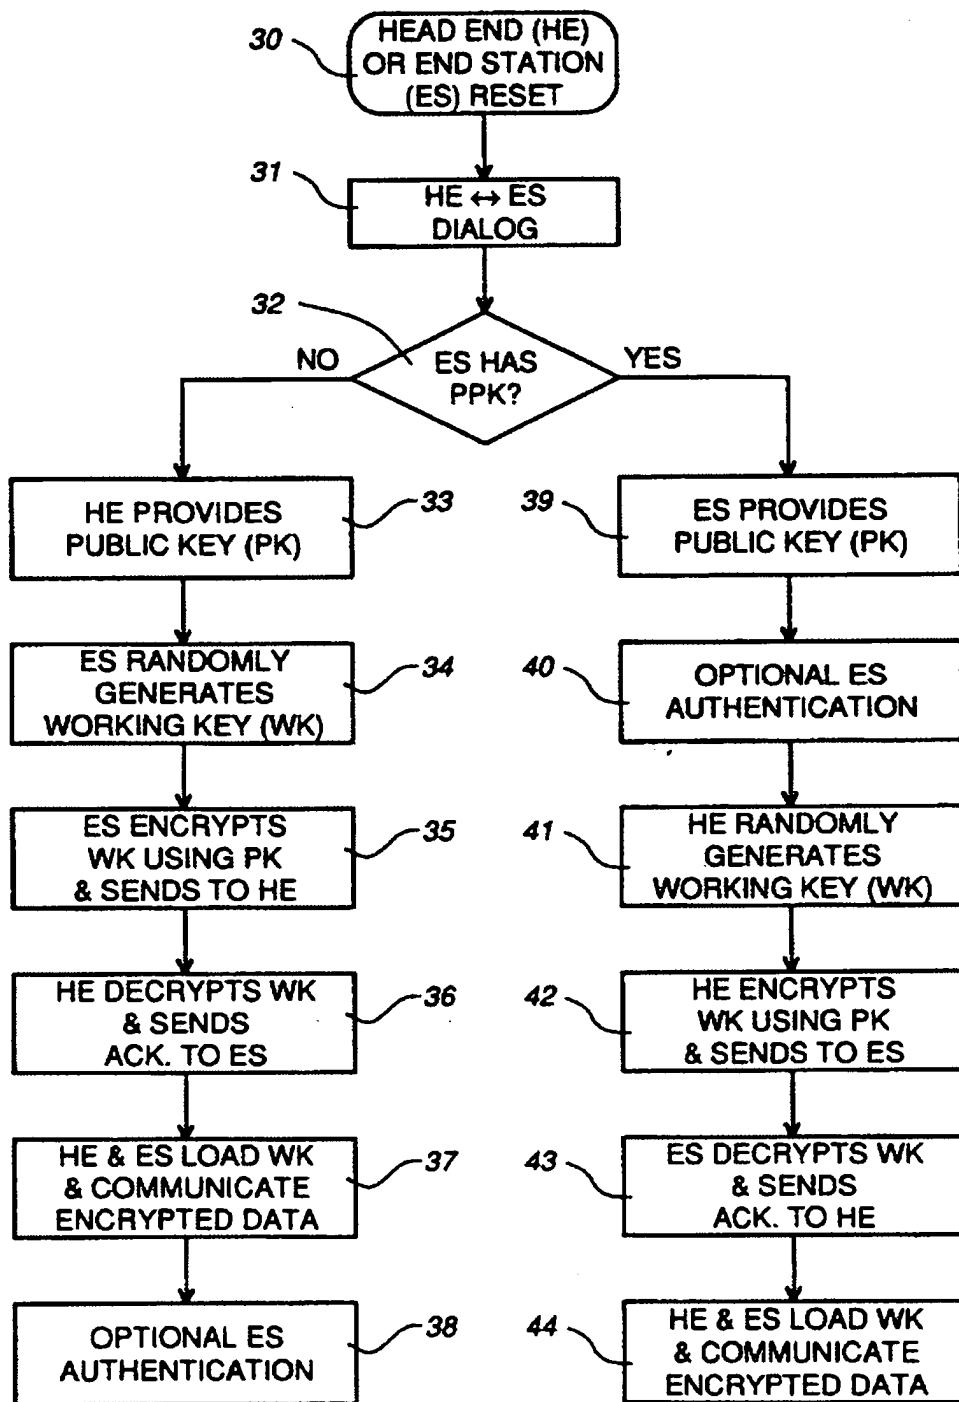 30
HEAD END (HE)
OR END STATION
(ES) RESET
31
HE ↔ ES
DIALOG
32
NO
ES HAS
PPK?
YES
HE PROVIDES
PUBLIC KEY (PK)
33
ES RANDOMLY
GENERATES
WORKING KEY (WK)
34
ES ENCRYPTS
WK USING PK
& SENDS TO HE
35
HE DECRYPTS WK
& SENDS
ACK. TO ES
36
HE & ES LOAD WK
& COMMUNICATE
ENCRYPTED DATA
37
OPTIONAL ES
AUTHENTICATION
38
39
ES PROVIDES
PUBLIC KEY (PK)
40
OPTIONAL ES
AUTHENTICATION
41
HE RANDOMLY
GENERATES
WORKING KEY (WK)
42
HE ENCRYPTS
WK USING PK
& SENDS TO ES
43
ES DECRYPTS WK
& SENDS
ACK. TO HE
44
HE & ES LOAD WK
& COMMUNICATE
ENCRYPTED DATA